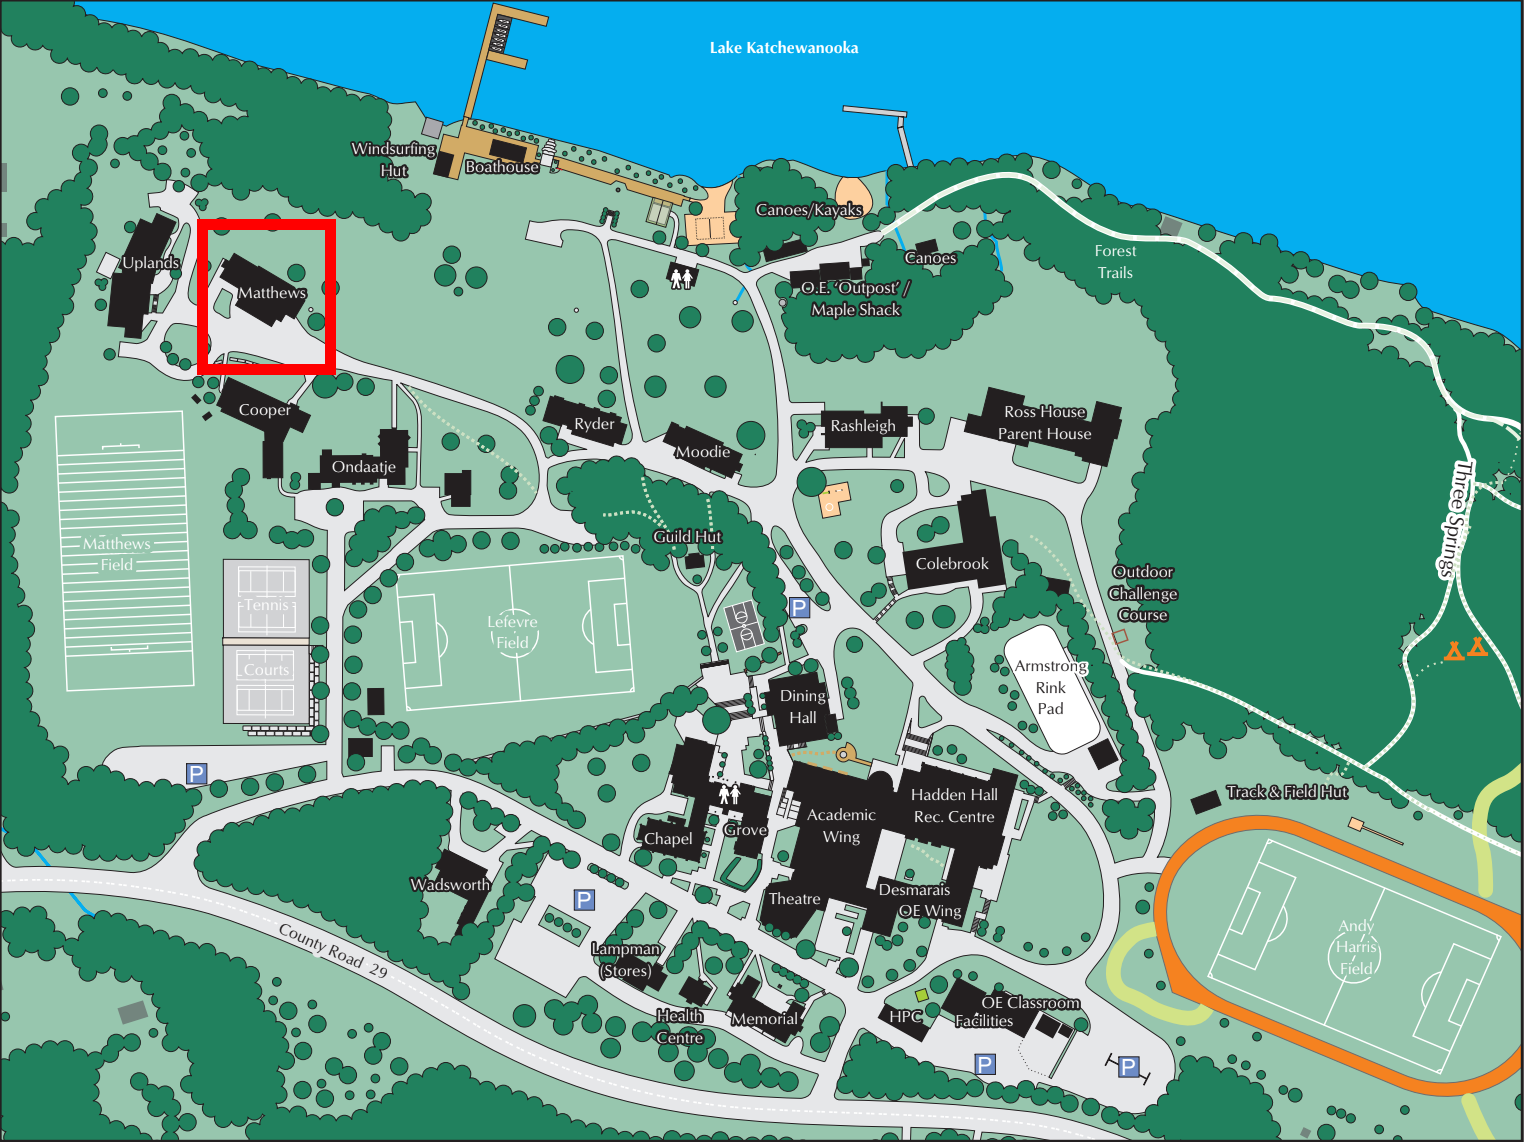 Lake Katchewanooka
Windsurfing
Hut
Boathouse
Canoes/Kayaks
Canoes
Forest
Trails
O.E. 'Outpost' /
Maple Shack
Uplands
Matthews
Cooper
Ondaatje
Ryder
Moodie
Rashleigh
Ross House
Parent House
Three Springs
Matthews
Field
Guild Hut
Colebrook
Outdoor
Challenge
Course
Tennis
Courts
Lefevre
Field
P
Armstrong
Rink
Pad
Dining
Hall
P
Track & Field Hut
Hadden Hall
Rec. Centre
Academic
Wing
Grove
Chapel
Wadsworth
P
Theatre
Desmarais
OE Wing
County Road 29
Lampman
(Stores)
Andy
Harris
Field
Health
Centre
Memorial
HPC
OE Classroom
Facilities
P
P